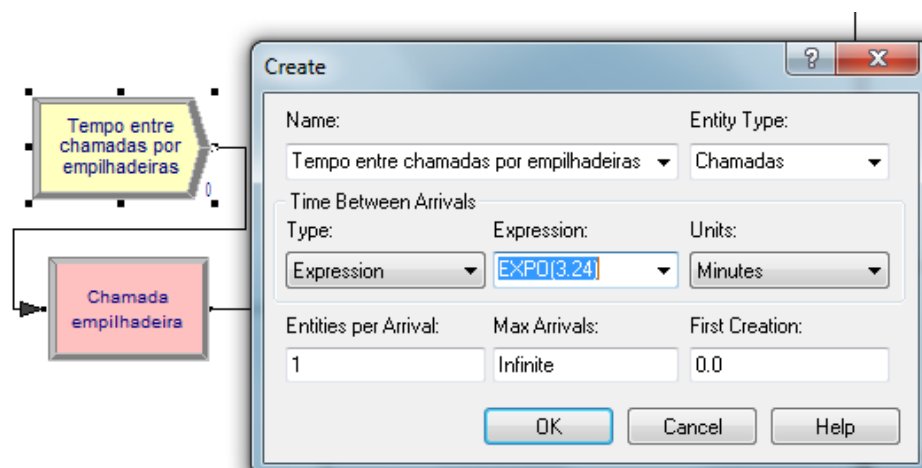 Create
Tempo entre
chamadas por
empilhadeiras
0
Chamada
empilhadeira
Name:
Entity Type:
Tempo entre chamadas por empilhadeiras
Chamadas
Time Between Arrivals
Type:
Expression:
Units:
Expression
EXPO(3.24)
Minutes
Entities per Arrival:
Max Arrivals:
First Creation:
1
Infinite
0.0
OK
Cancel
Help